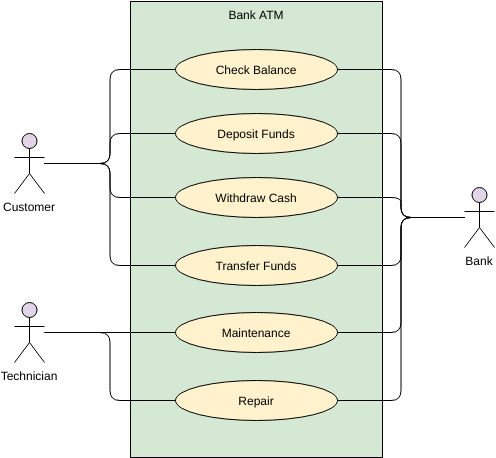 Bank ATM
Check Balance
Deposit Funds
Withdraw Cash
Customer
Transfer Funds
Bank
Maintenance
Technician
Repair